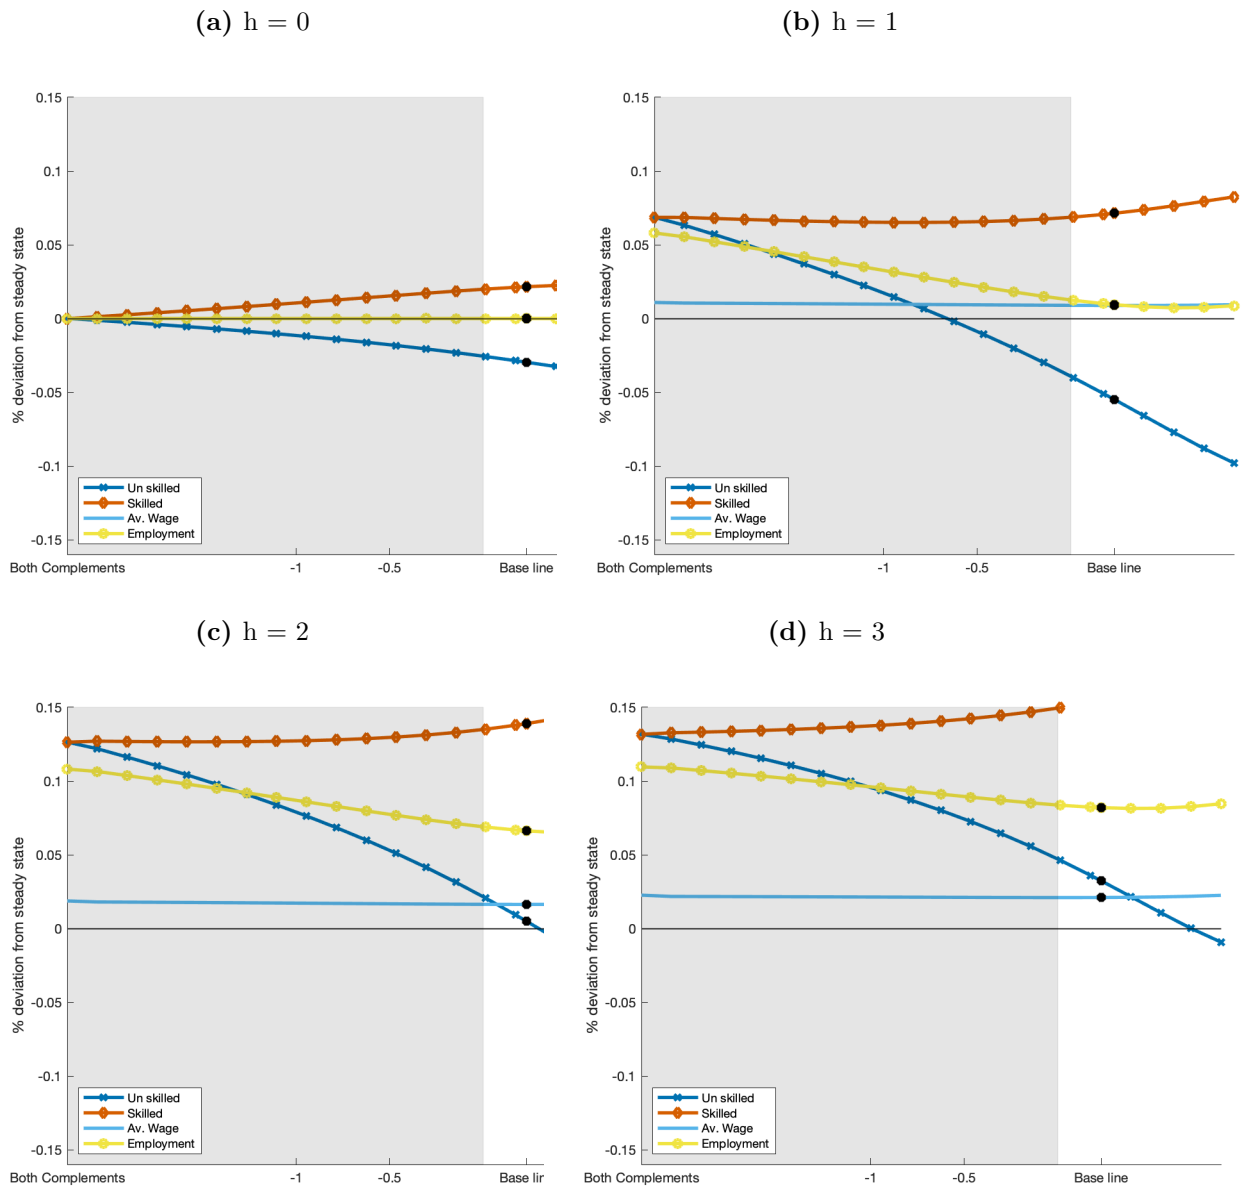 (a) h = 0
% deviation from steady state
0.15
0.1
0.05
0
-0.05
-0.1
-0.15
Un skilled
Skilled
Av. Wage
Employment
Both Complements
-1
-0.5
Base line
(b) h = 1
% deviation from steady state
0.15
0.1
0.05
0
-0.05
-0.1
-0.15
Un skilled
Skilled
Av. Wage
Employment
Both Complements
-1
-0.5
Base line
(c) h = 2
% deviation from steady state
0.15
0.1
0.05
0
-0.05
-0.1
-0.15
Un skilled
Skilled
Av. Wage
Employment
Both Complements
-1
-0.5
Base lin
(d) h = 3
% deviation from steady state
0.15
0.1
0.05
0
-0.05
-0.1
-0.15
Un skilled
Skilled
Av. Wage
Employment
Both Complements
-1
-0.5
Base line